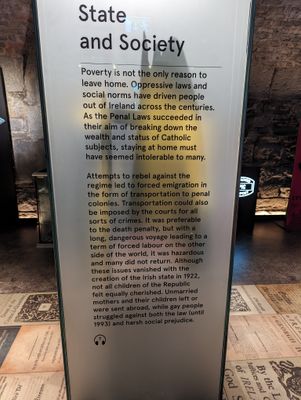 State
and Society
Poverty is not the only reason to
leave home. Oppressive laws and
social norms have driven people
out of Ireland across the centuries.
As the Penal Laws succeeded in
their aim of breaking down the
wealth and status of Catholic
subjects, staying at home must
have seemed intolerable to many.
Attempts to rebel against the
regime led to forced emigration in
the form of transportation to penal
colonies. Transportation could also
be imposed by the courts for all
sorts of crimes. It was preferable
to the death penalty, but with a
long, dangerous voyage leading to a
term of forced labour on the other
side of the world, it was hazardous
and many did not return. Although
these issues vanished with the
creation of the Irish state in 1922,
not all children of the Republic
felt equally cherished. Unmarried
mothers and their children left or
were sent abroad, while gay people
struggled against both the law (until
1993) and harsh social prejudice.
By the L
GOD